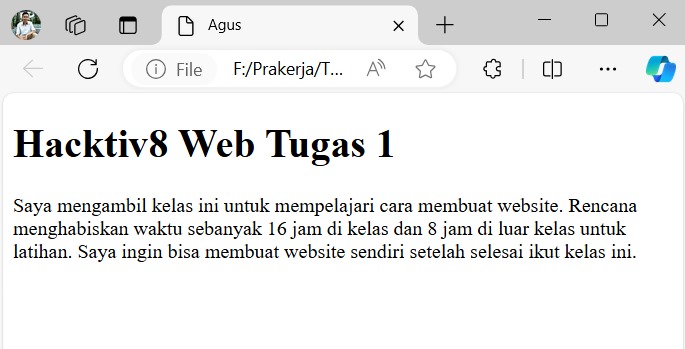 Agus
File F:/Prakerja/T...
Hacktiv8 Web Tugas 1
Saya mengambil kelas ini untuk mempelajari cara membuat website. Rencana
menghabiskan waktu sebanyak 16 jam di kelas dan 8 jam di luar kelas untuk
latihan. Saya ingin bisa membuat website sendiri setelah selesai ikut kelas ini.